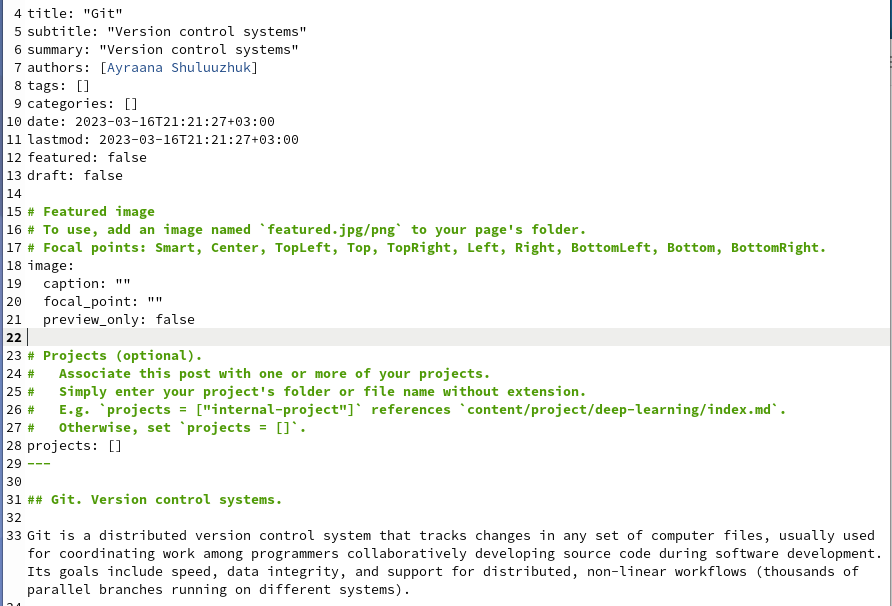 4 title: "Git"
5 subtitle: "Version control systems"
6 summary: "Version control systems"
7 authors: [Ayraana Shuluuzhuk]
8 tags: []
9 categories: []
10 date: 2023-03-16T21:21:27+03:00
11 lastmod: 2023-03-16T21:21:27+03:00
12 featured: false
13 draft: false
14
15 # Featured image
16 # To use, add an image named `featured.jpg/png` to your page's folder.
17 # Focal points: Smart, Center, TopLeft, Top, TopRight, Left, Right, BottomLeft, Bottom, BottomRight.
18 image:
19   caption: ""
20   focal_point: ""
21   preview_only: false
22
23 # Projects (optional).
24 #   Associate this post with one or more of your projects.
25 #   Simply enter your project's folder or file name without extension.
26 #   E.g. `projects = ["internal-project"]` references `content/project/deep-learning/index.md`.
27 #   Otherwise, set `projects = []`.
28 projects: []
29 ---
30
31 ## Git. Version control systems.
32
33 Git is a distributed version control system that tracks changes in any set of computer files, usually used
for coordinating work among programmers collaboratively developing source code during software development.
Its goals include speed, data integrity, and support for distributed, non-linear workflows (thousands of
parallel branches running on different systems).